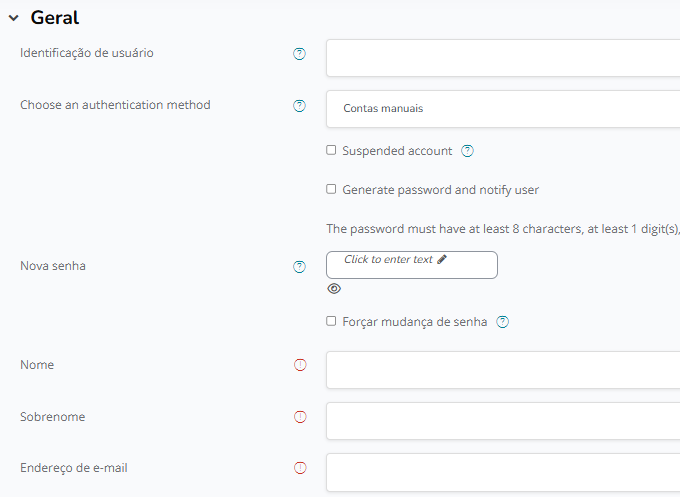 Geral
Identificação de usuário
Choose an authentication method
Contas manuais
Suspended account
Generate password and notify user
The password must have at least 8 characters, at least 1 digit(s),
Nova senha
Click to enter text
Forçar mudança de senha
Nome
Sobrenome
Endereço de e-mail